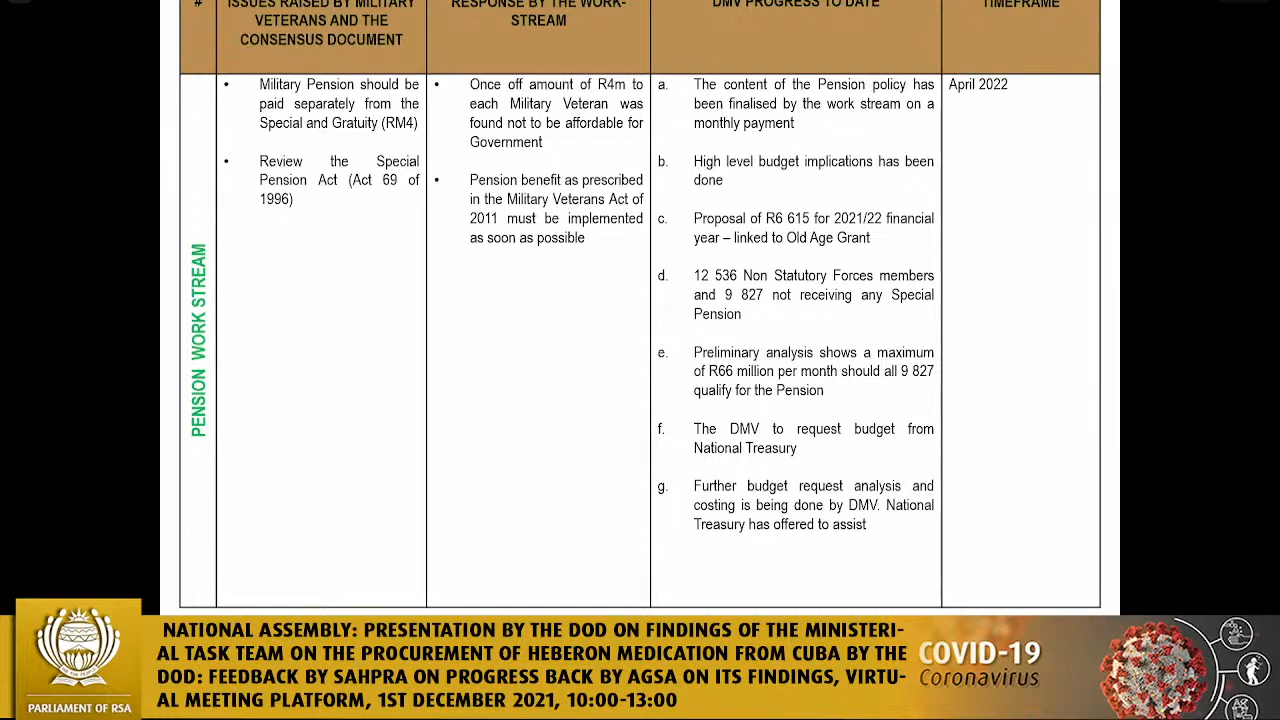 #
ISSUES RAISED BY MILITARY
VETERANS AND THE
CONSENSUS DOCUMENT
RESPONSE BY THE WORK-
STREAM
DMV PROGRESS TO DATE
TIMEFRAME
PENSION WORK STREAM
• Military Pension should be
paid separately from the
Special and Gratuity (RM4)
• Review the Special
Pension Act (Act 69 of
1996)
• Once off amount of R4m to
each Military Veteran was
found not to be affordable for
Government
• Pension benefit as prescribed
in the Military Veterans Act of
2011 must be implemented
as soon as possible
a. The content of the Pension policy has
been finalised by the work stream on a
monthly payment
b. High level budget implications has been
done
c. Proposal of R6 615 for 2021/22 financial
year – linked to Old Age Grant
d. 12 536 Non Statutory Forces members
and 9 827 not receiving any Special
Pension
e. Preliminary analysis shows a maximum
of R66 million per month should all 9 827
qualify for the Pension
f. The DMV to request budget from
National Treasury
g. Further budget request analysis and
costing is being done by DMV. National
Treasury has offered to assist
April 2022
PARLIAMENT OF RSA
NATIONAL ASSEMBLY: PRESENTATION BY THE DOD ON FINDINGS OF THE MINISTERI-
AL TASK TEAM ON THE PROCUREMENT OF HEBERON MEDICATION FROM CUBA BY THE
DOD: FEEDBACK BY SAHPRA ON PROGRESS BACK BY AGSA ON ITS FINDINGS, VIRTU-
AL MEETING PLATFORM, 1ST DECEMBER 2021, 10:00-13:00
COVID-19
Coronavirus